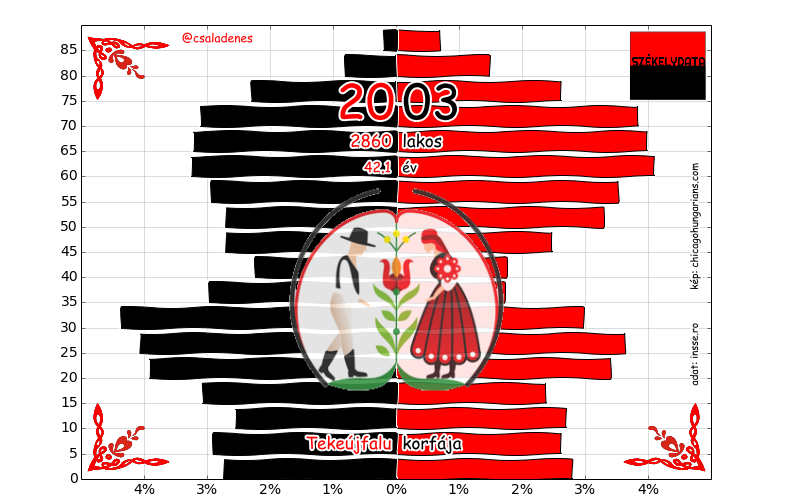 @csaladenes
SZÉKELYDATA
2003
2860 lakos
42.1 év
kép: chicagohungarians.com
adat: insse.ro
Tekeújfalu korfája
85
80
75
70
65
60
55
50
45
40
35
30
25
20
15
10
5
0
4% 3% 2% 1% 0% 1% 2% 3% 4%